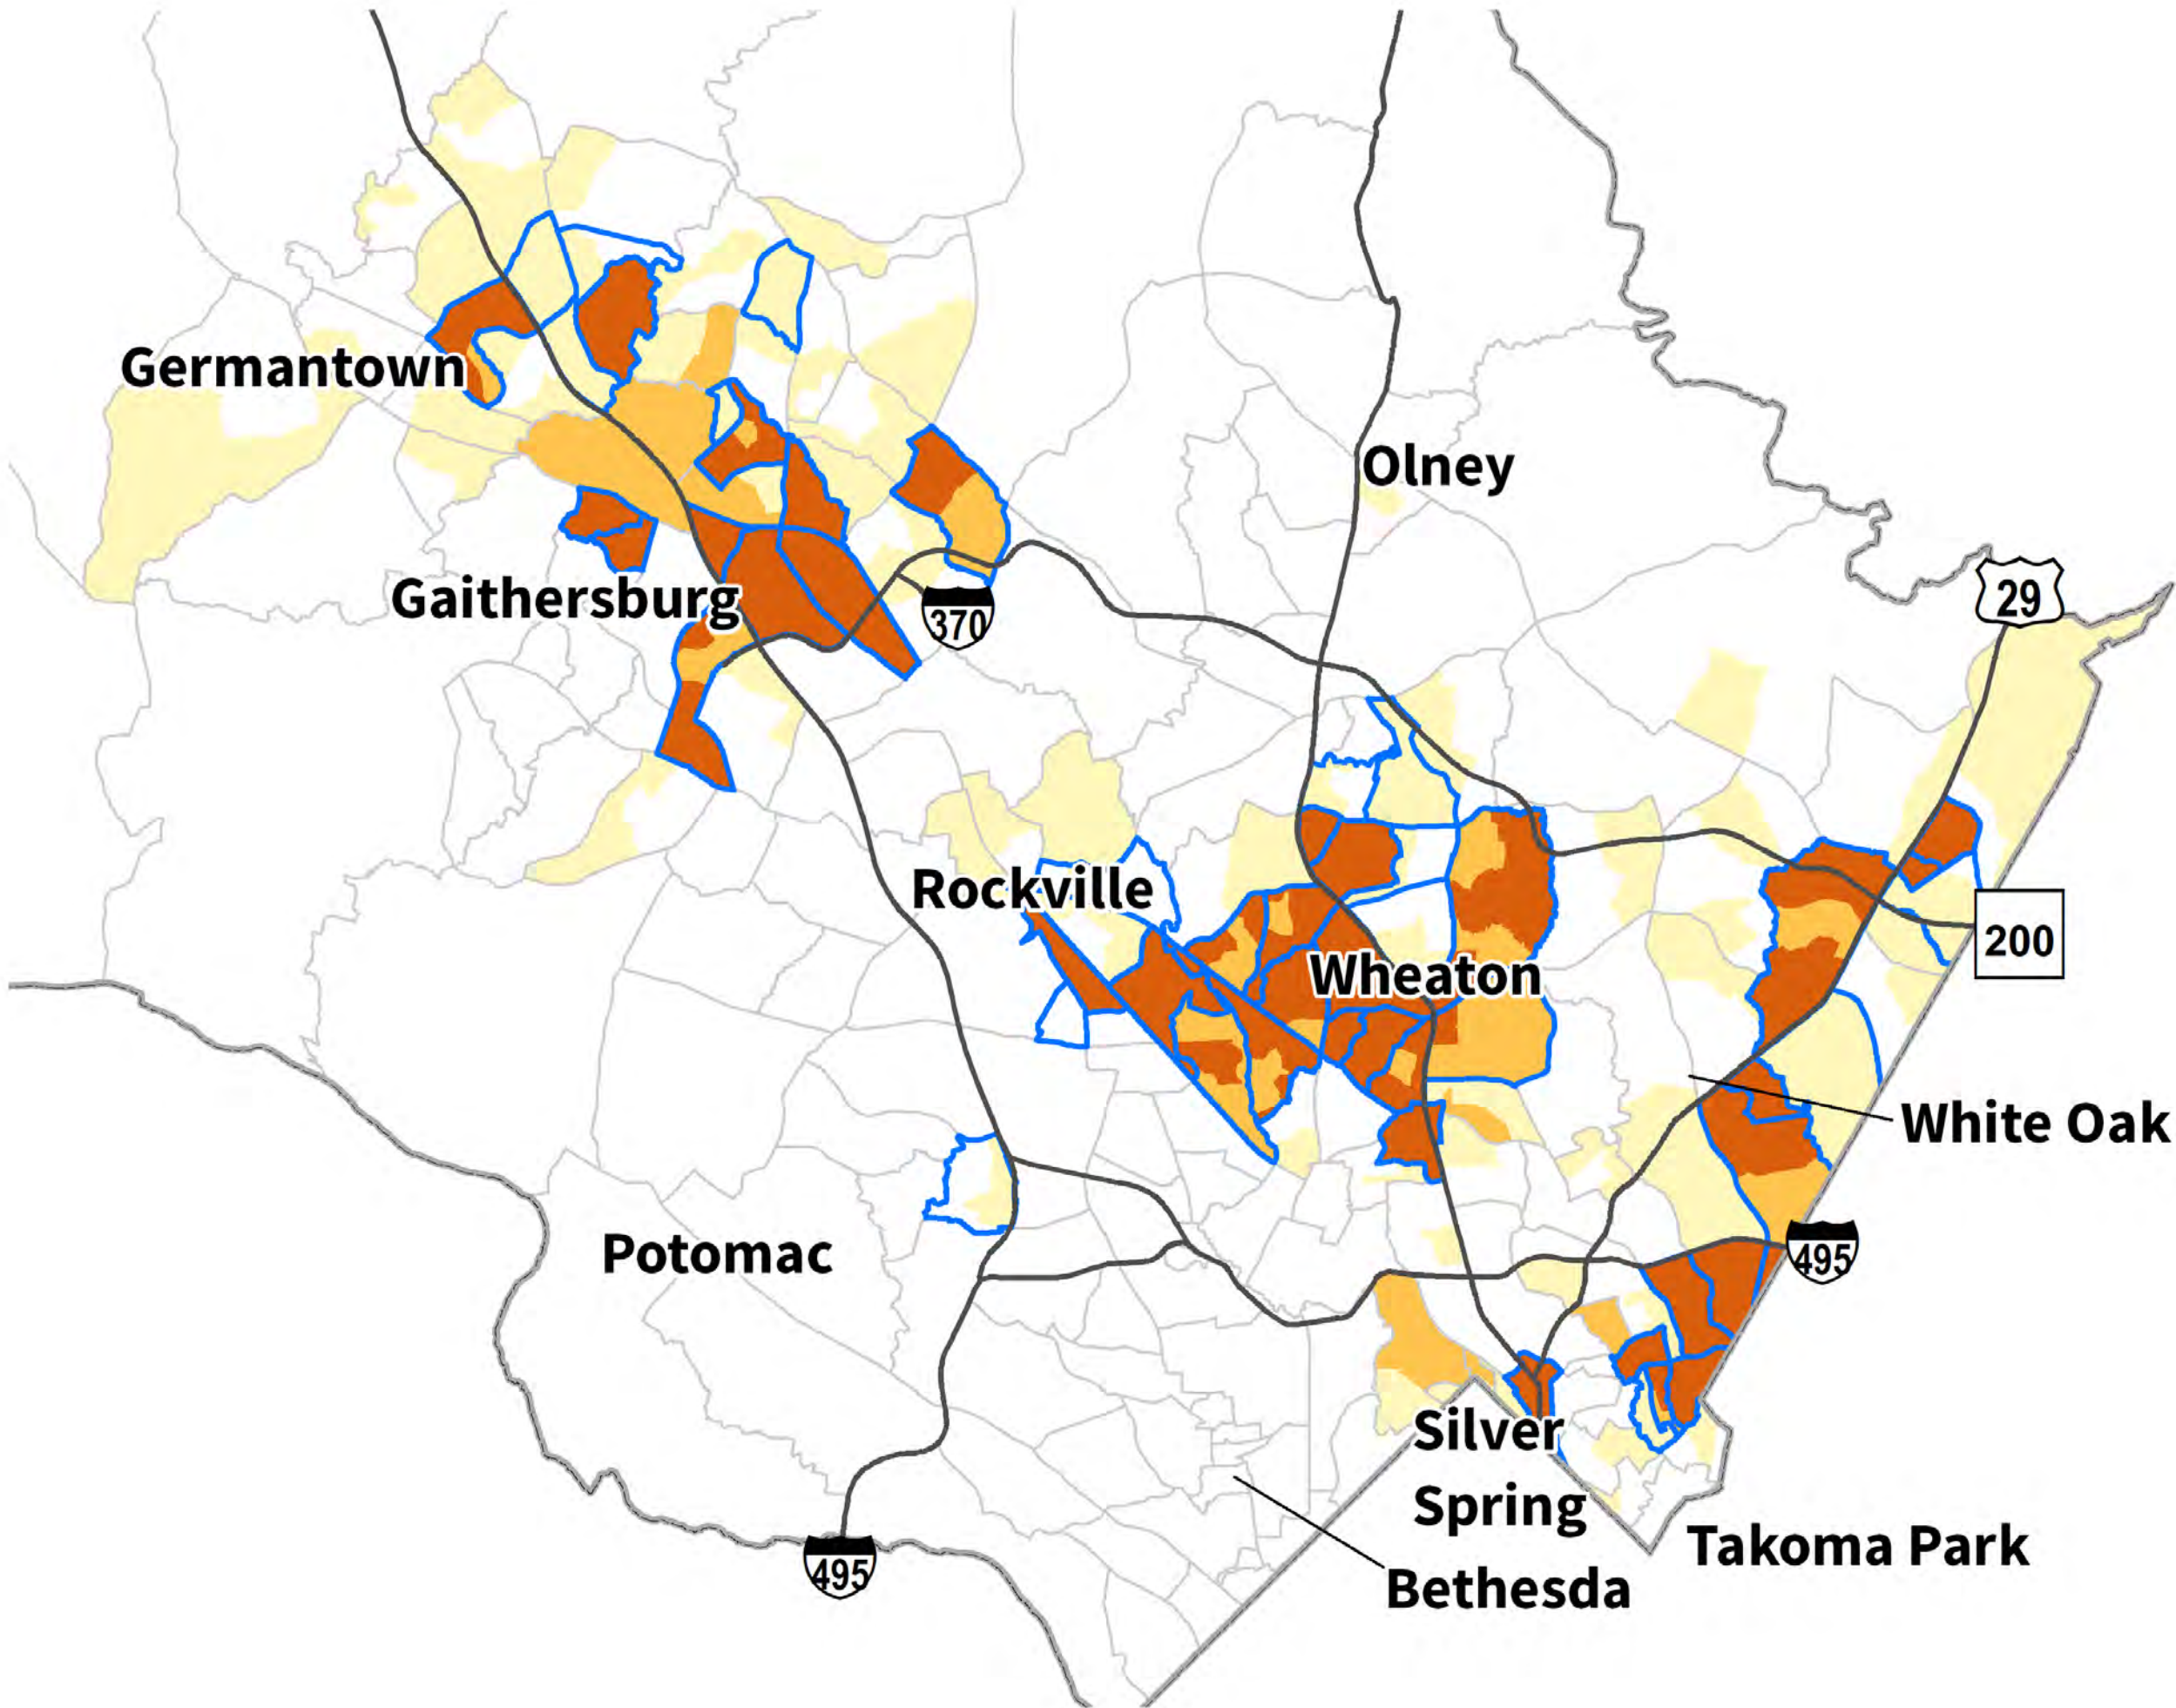 Germantown
Olney
29
Gaithersburg
370
Rockville
200
Wheaton
White Oak
Potomac
495
Silver
Spring
Takoma Park
495
Bethesda